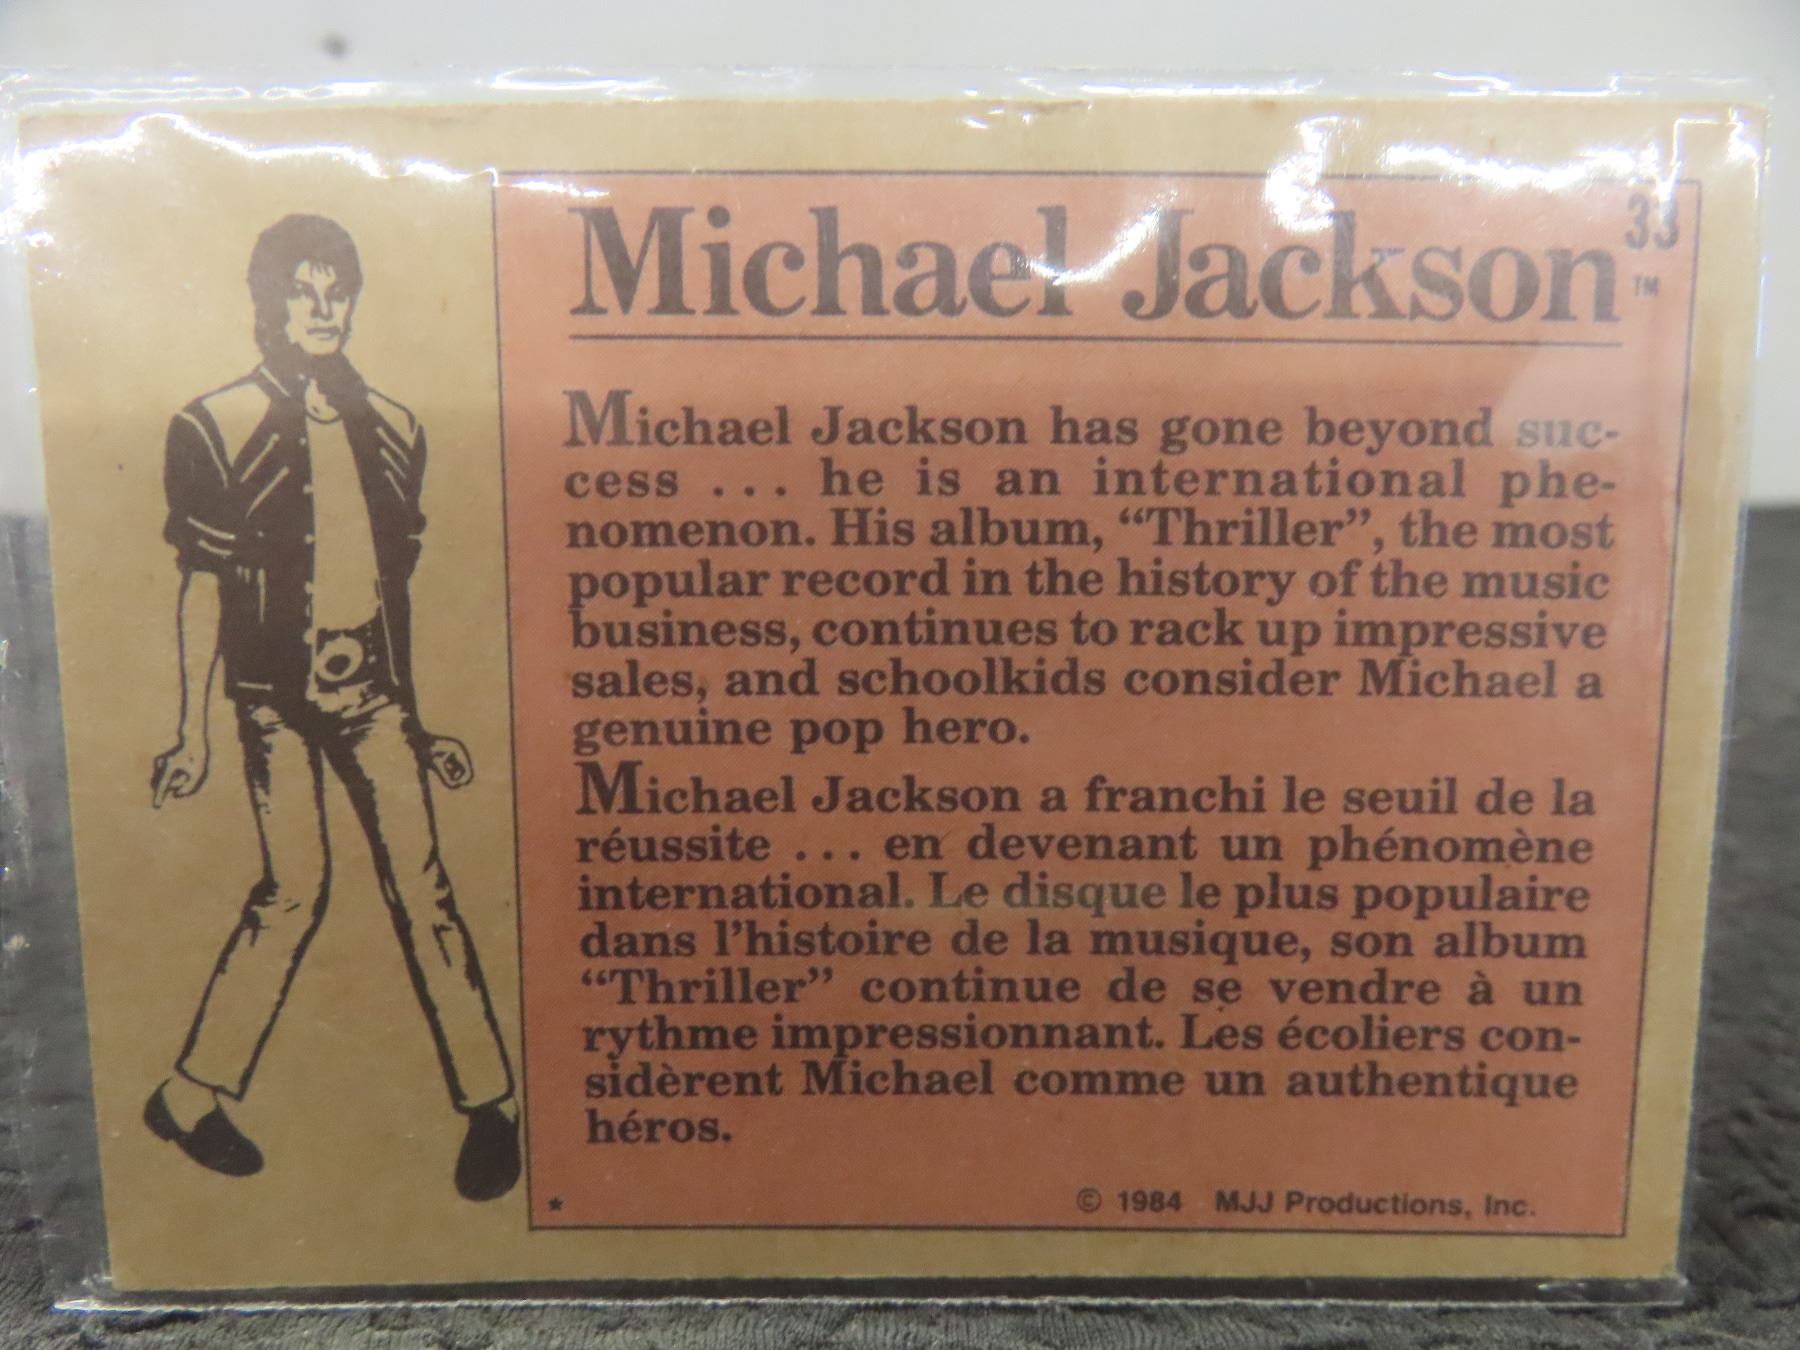 33
Michael Jackson™
Michael Jackson has gone beyond suc-
cess ... he is an international phe-
nomenon. His album, “Thriller”, the most
popular record in the history of the music
business, continues to rack up impressive
sales, and schoolkids consider Michael a
genuine pop hero.
Michael Jackson a franchi le seuil de la
réussite ... en devenant un phénomène
international. Le disque le plus populaire
dans l’histoire de la musique, son album
“Thriller” continue de se vendre à un
rythme impressionnant. Les écoliers con-
sidèrent Michael comme un authentique
héros.
* © 1984 MJJ Productions, Inc.